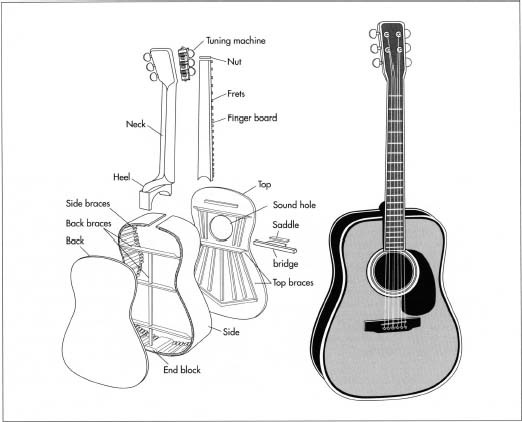 Tuning machine
Nut
Frets
Finger board
Neck
Heel
Top
Side braces
Sound hole
Back braces
Saddle
Back
bridge
Top braces
Side
End block